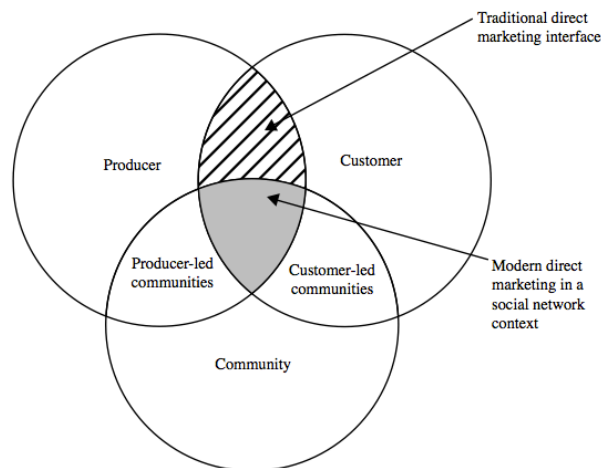 Traditional direct
marketing interface
Producer
Customer
Producer-led
communities
Customer-led
communities
Modern direct
marketing in a
social network
context
Community